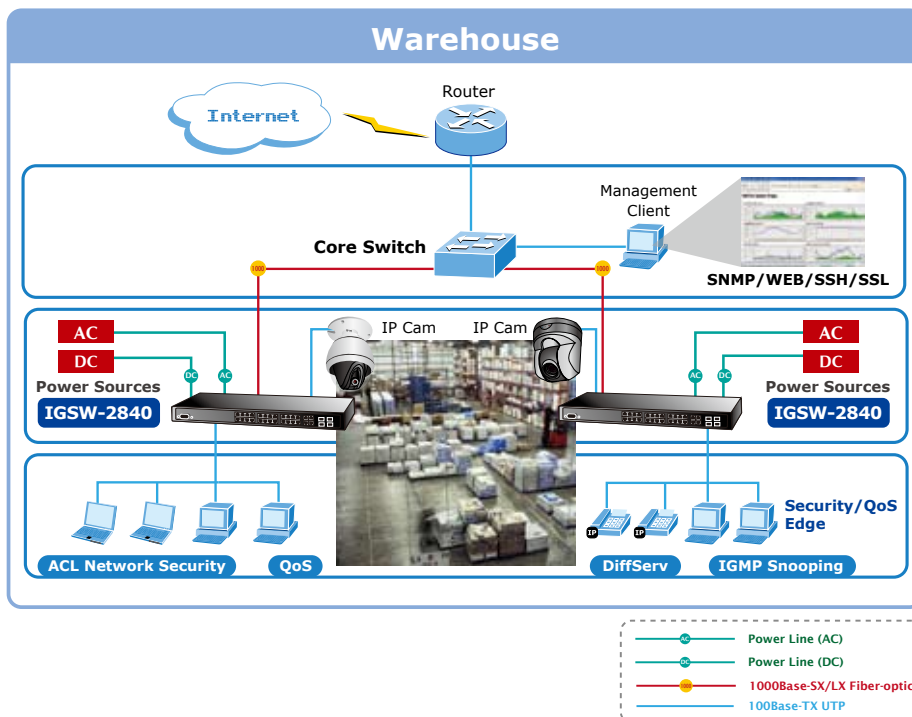 Warehouse
Router
Internet
Management
Client
Core Switch
1000
1000
SNMP/WEB/SSH/SSL
IP Cam
IP Cam
AC
DC
AC
DC
DC
AC
AC
DC
Power Sources
Power Sources
IGSW-2840
IGSW-2840
Security/QoS
Edge
IP
IP
ACL Network Security
QoS
DiffServ
IGMP Snooping
AC
Power Line (AC)
DC
Power Line (DC)
1000
1000Base-SX/LX Fiber-optic
100Base-TX UTP